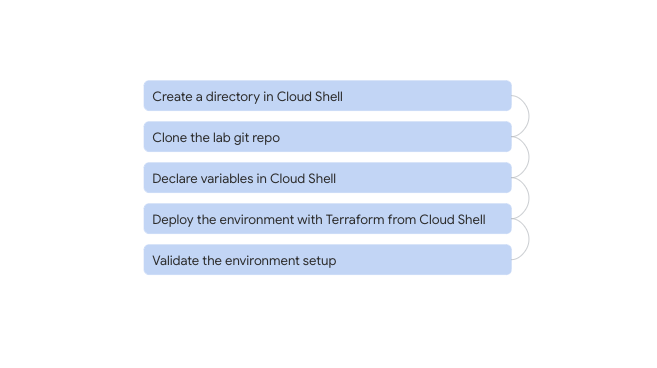 Create a directory in Cloud Shell
Clone the lab git repo
Declare variables in Cloud Shell
Deploy the environment with Terraform from Cloud Shell
Validate the environment setup